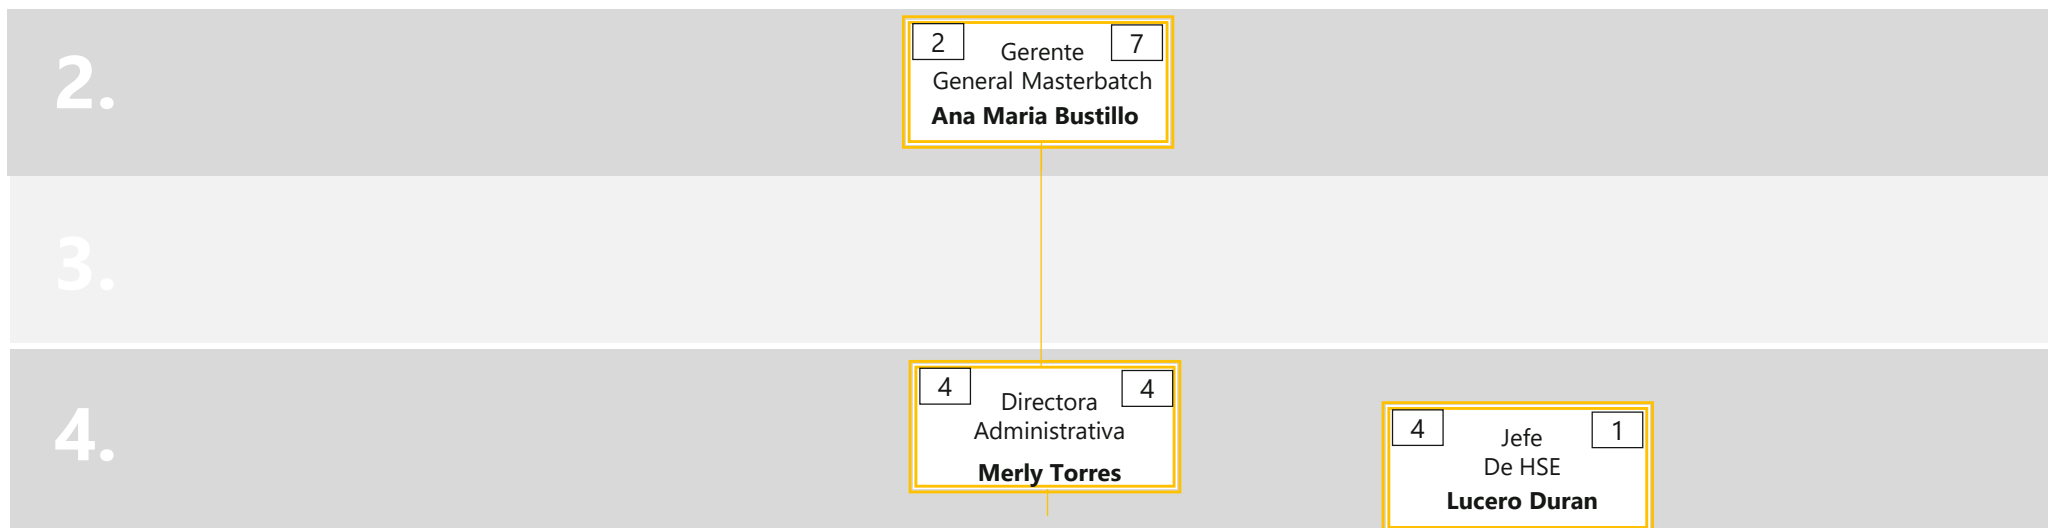 2.
2
7
Gerente
General Masterbatch
Ana Maria Bustillo
3.
4.
4
4
Directora
Administrativa
Merly Torres
4
1
Jefe
De HSE
Lucero Duran